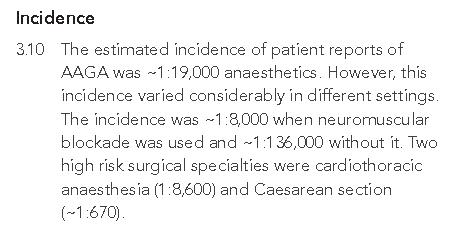 Incidence
3.10 The estimated incidence of patient reports of
AAGA was ~1:19,000 anaesthetics. However, this
incidence varied considerably in different settings.
The incidence was ~1:8,000 when neuromuscular
blockade was used and ~1:136,000 without it. Two
high risk surgical specialties were cardiothoracic
anaesthesia (1:8,600) and Caesarean section
(~1:670).